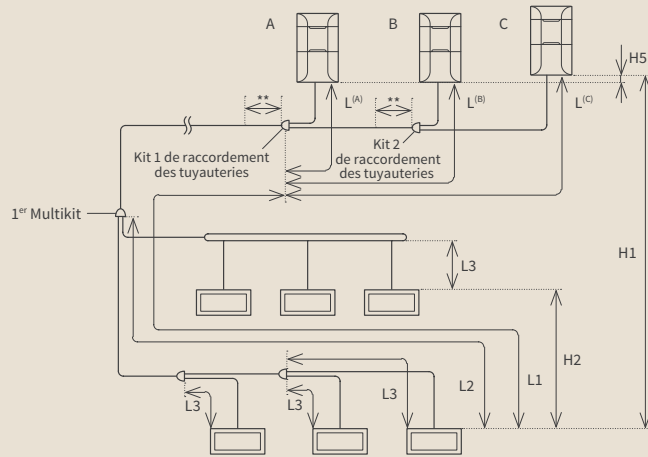 A
B
C
H5
**
**
L(A)
L(B)
L(C)
Kit 1 de raccordement
des tuyauteries
Kit 2
de raccordement
des tuyauteries
1er Multikit
L3
H1
H2
L3
L3
L3
L2
L1